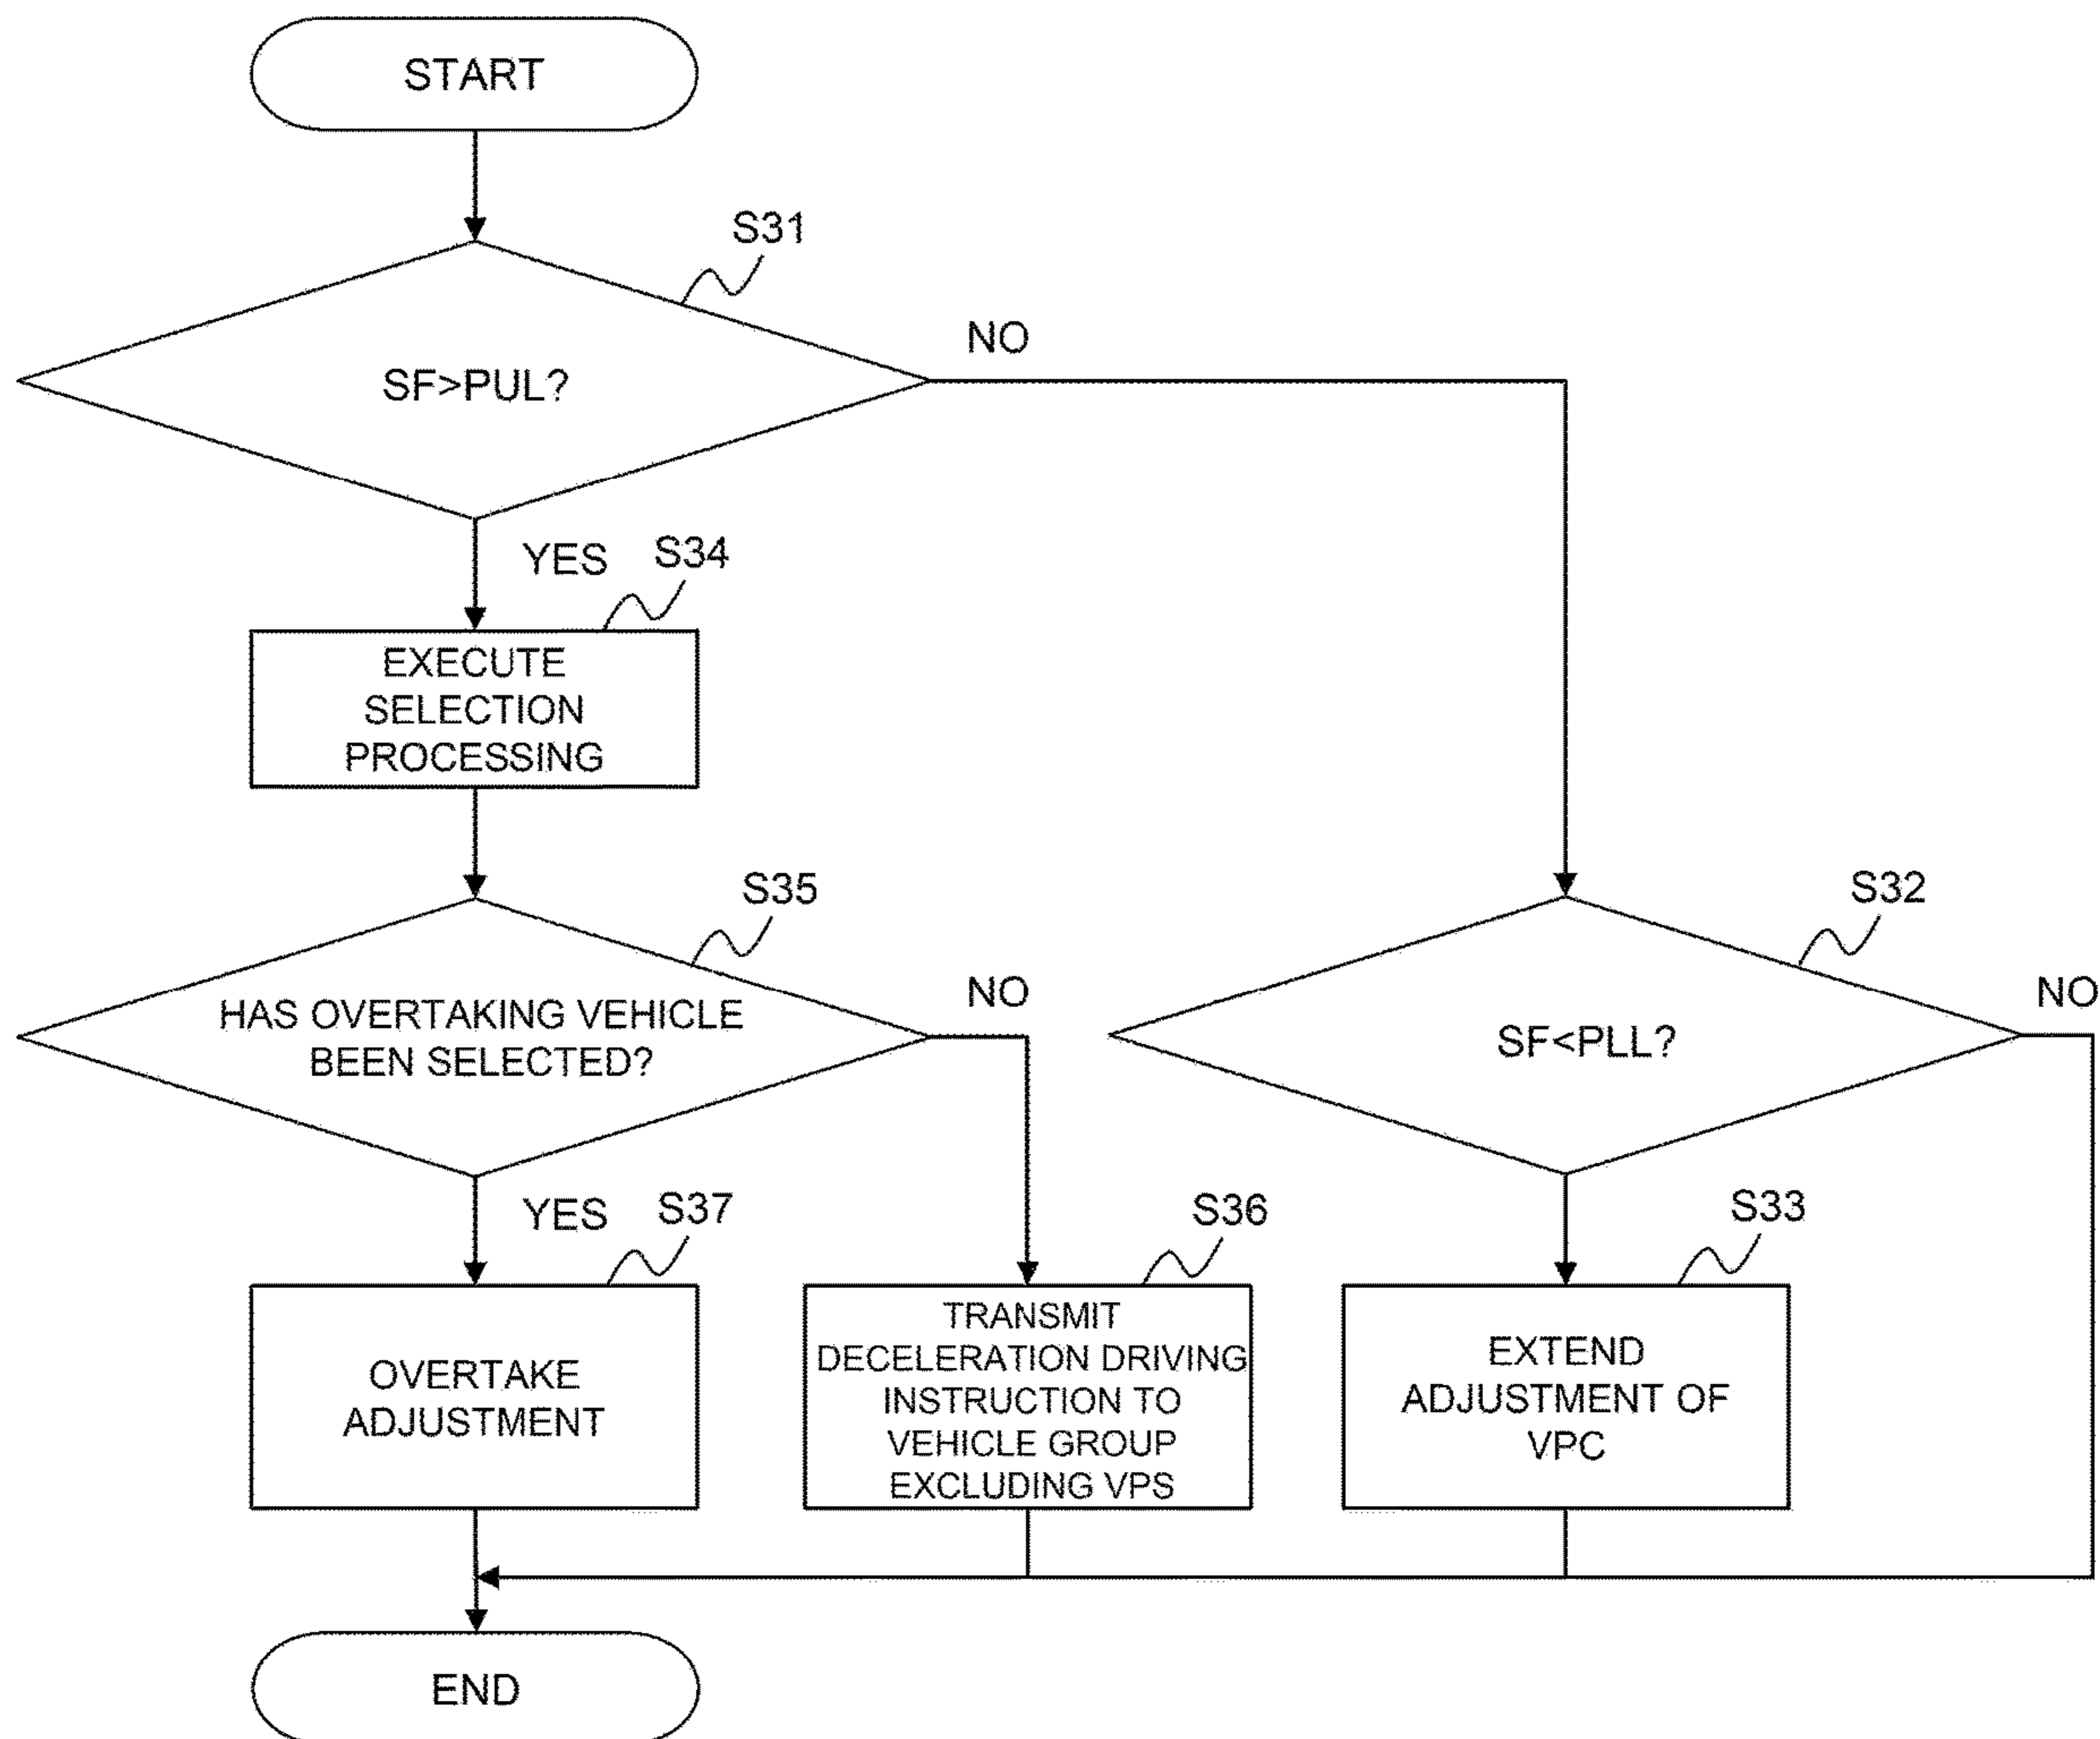 START
S31
SF>PUL?
NO
YES
S34
EXECUTE
SELECTION
PROCESSING
S35
HAS OVERTAKING VEHICLE
BEEN SELECTED?
NO
S32
SF<PLL?
NO
YES
S37
OVERTAKE
ADJUSTMENT
S36
TRANSMIT
DECELERATION DRIVING
INSTRUCTION TO
VEHICLE GROUP
EXCLUDING VPS
S33
EXTEND
ADJUSTMENT OF
VPC
END